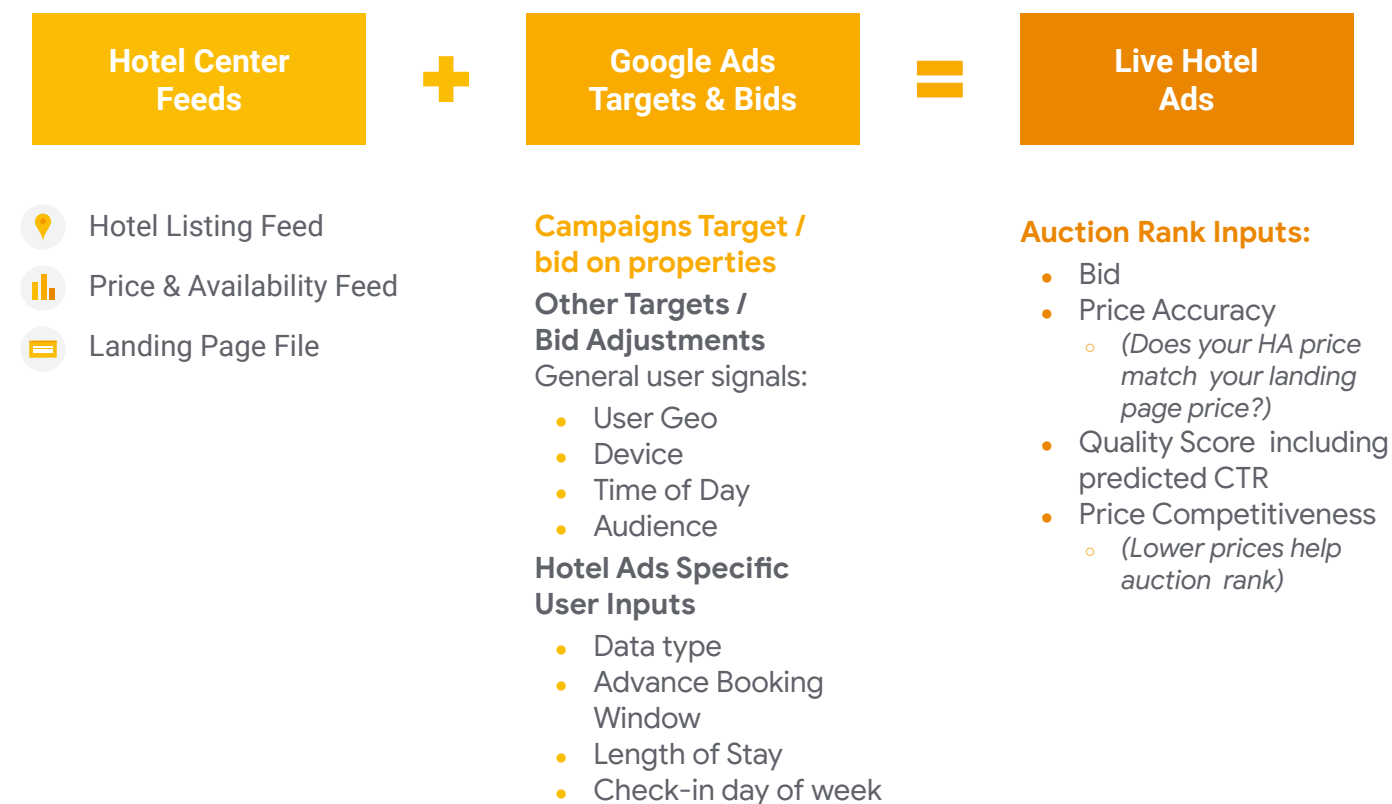 Hotel Center
Feeds
+
Google Ads
Targets & Bids
=
Live Hotel
Ads
Hotel Listing Feed
Price & Availability Feed
Landing Page File
Campaigns Target /
bid on properties
Other Targets /
Bid Adjustments
General user signals:
● User Geo
● Device
● Time of Day
● Audience
Hotel Ads Specific
User Inputs
● Data type
● Advance Booking
Window
● Length of Stay
● Check-in day of week
Auction Rank Inputs:
● Bid
● Price Accuracy
○ (Does your HA price
match your landing
page price?)
● Quality Score including
predicted CTR
● Price Competitiveness
○ (Lower prices help
auction rank)